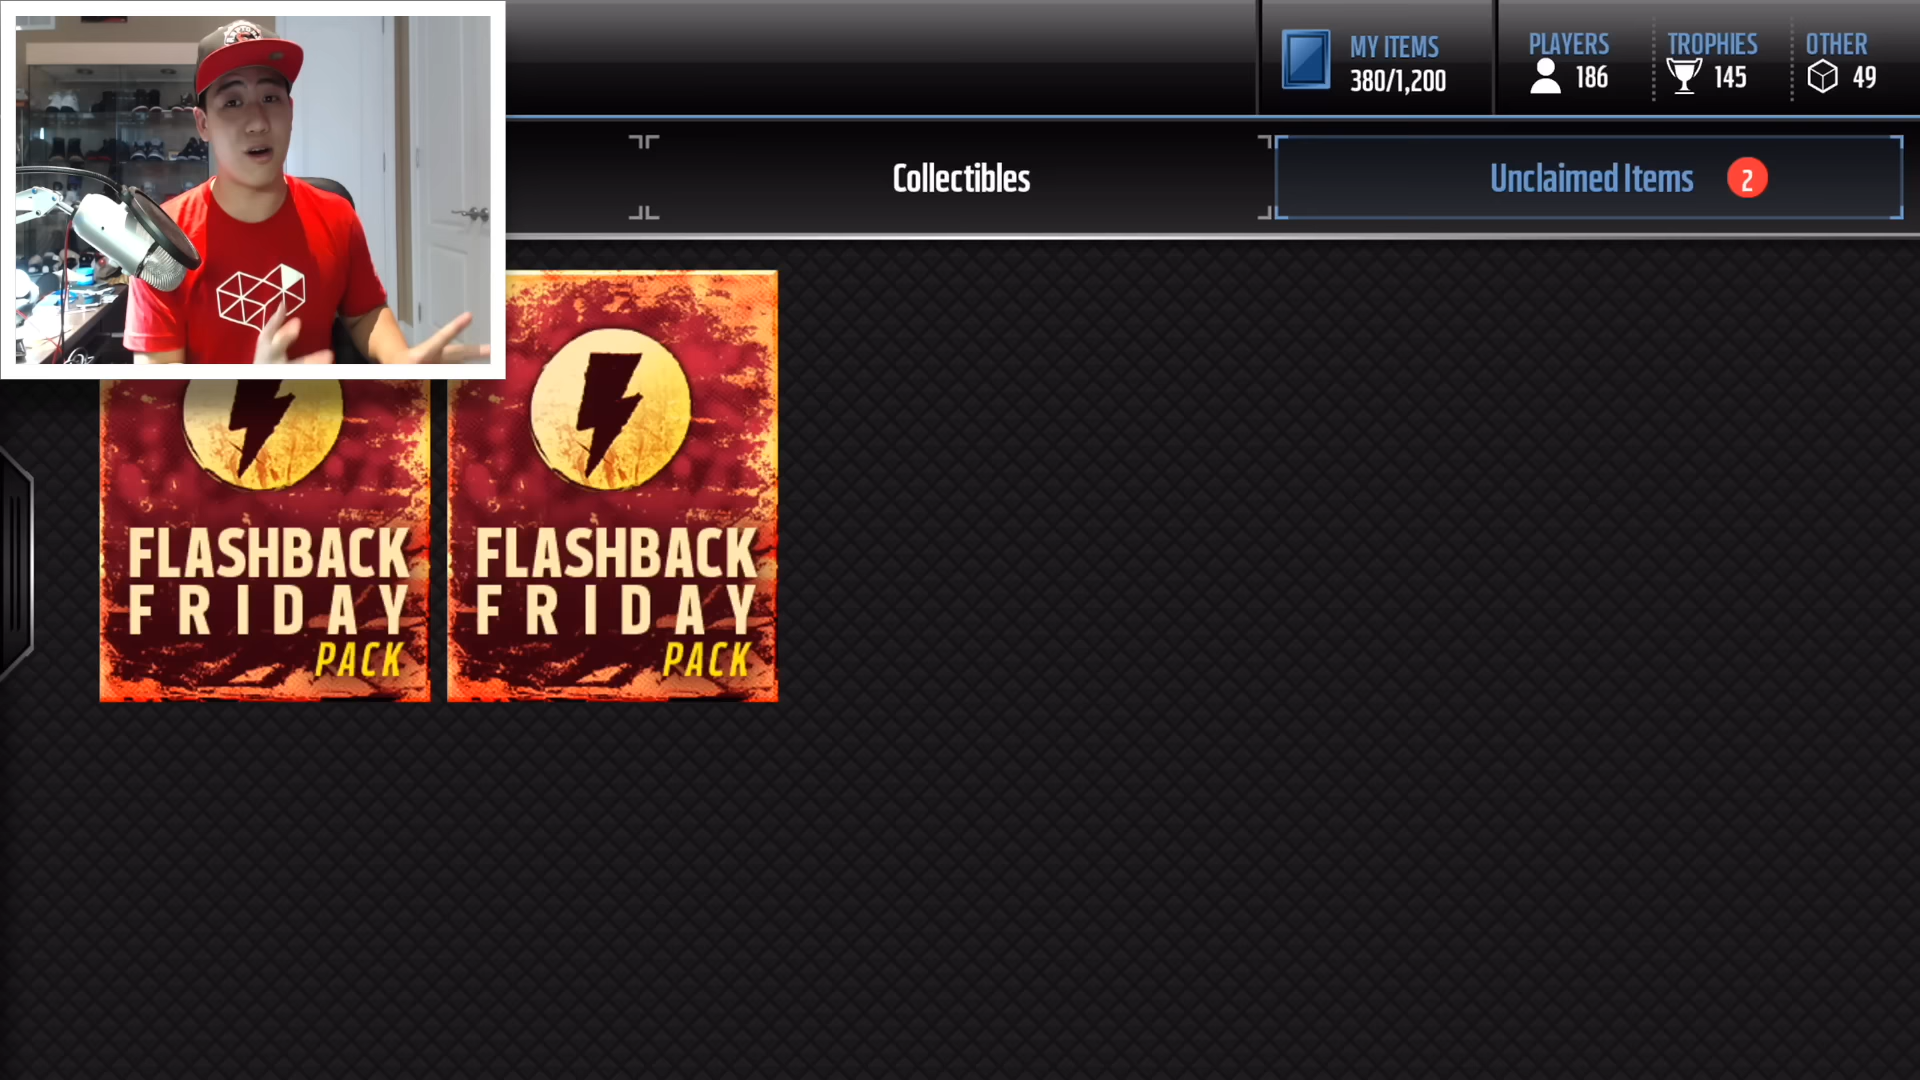 MY ITEMS
380/1,200
PLAYERS
186
TROPHIES
145
OTHER
49
Collectibles
Unclaimed Items 2
FLASHBACK
FRIDAY
PACK
FLASHBACK
FRIDAY
PACK